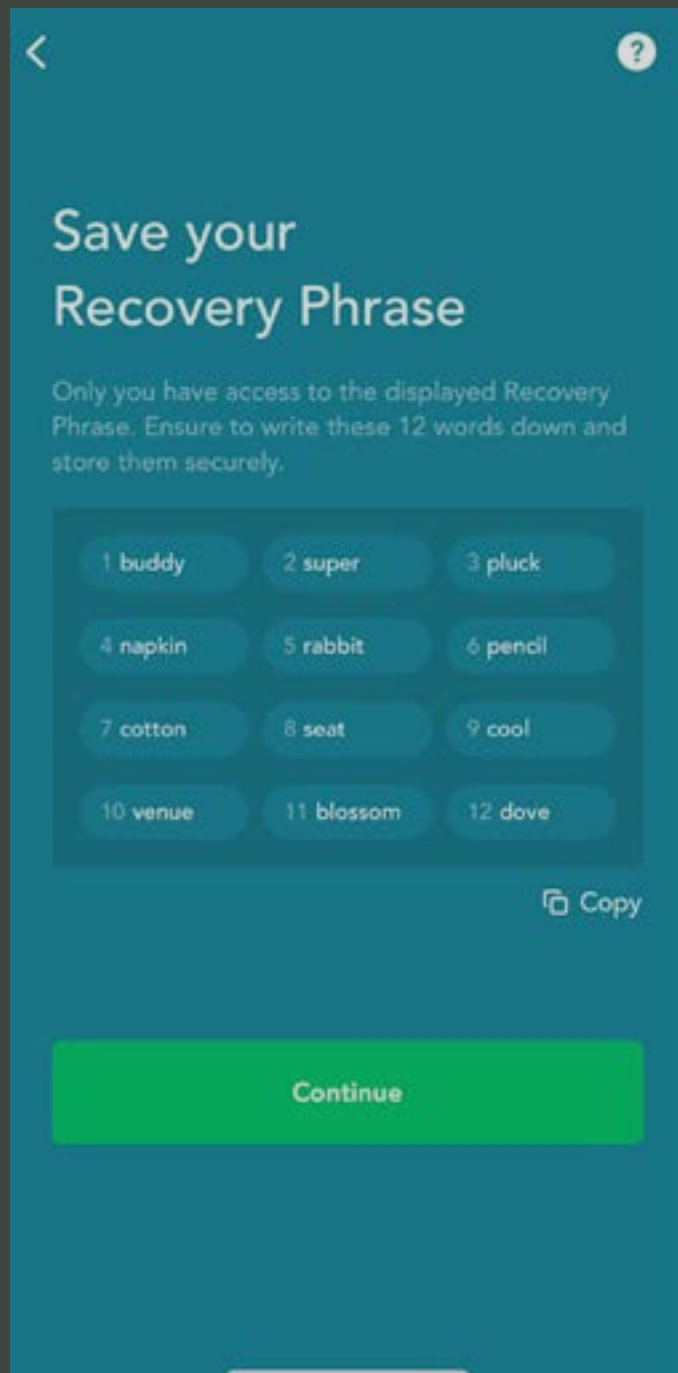 ?
Save your
Recovery Phrase
Only you have access to the displayed Recovery
Phrase. Ensure to write these 12 words down and
store them securely.
1 buddy 2 super 3 pluck
4 napkin 5 rabbit 6 pencil
7 cotton 8 seat 9 cool
10 venue 11 blossom 12 dove
Copy
Continue